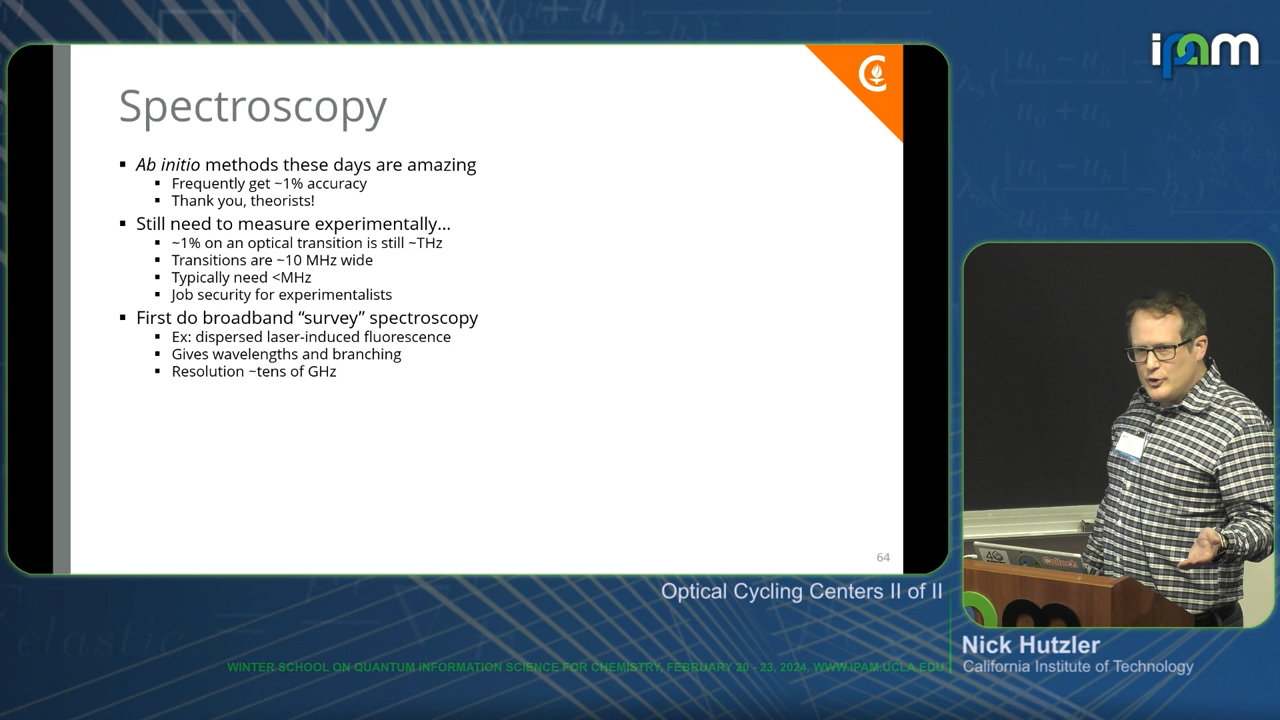 ipam
Spectroscopy
Ab initio methods these days are amazing
Frequently get ~1% accuracy
Thank you, theorists!
Still need to measure experimentally…
~1% on an optical transition is still ~THz
Transitions are ~10 MHz wide
Typically need <MHz
Job security for experimentalists
First do broadband “survey” spectroscopy
Ex: dispersed laser-induced fluorescence
Gives wavelengths and branching
Resolution ~tens of GHz
64
Optical Cycling Centers II of II
Nick Hutzler
California Institute of Technology
WINTER SCHOOL ON QUANTUM INFORMATION SCIENCE FOR CHEMISTRY, FEBRUARY 20 - 23, 2024, WWW.IPAM.UCLA.EDU
elastic